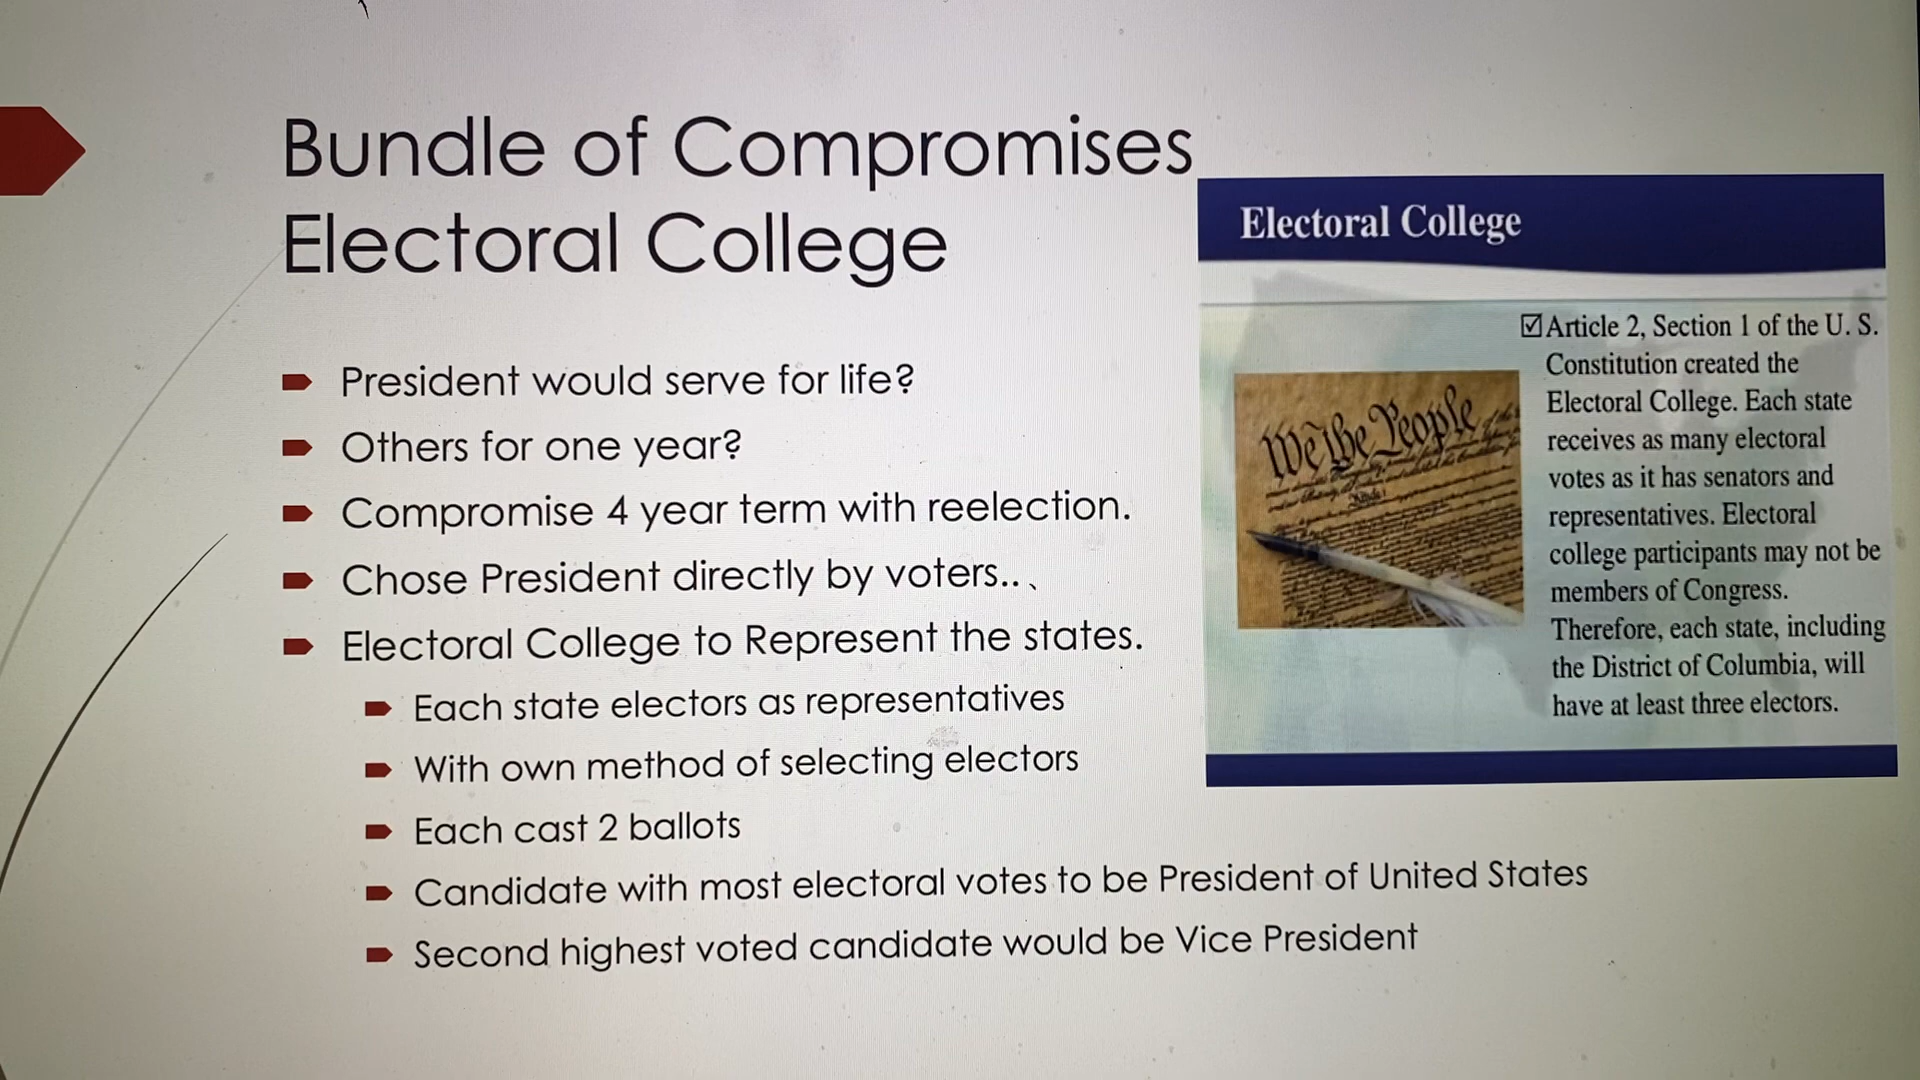 Bundle of Compromises
Electoral College
President would serve for life?
Others for one year?
Compromise 4 year term with reelection.
Chose President directly by voters...
Electoral College to Represent the states.
Each state electors as representatives
With own method of selecting electors
Each cast 2 ballots
Candidate with most electoral votes to be President of United States
Second highest voted candidate would be Vice President
Electoral College
We the People
☑Article 2, Section 1 of the U. S.
Constitution created the
Electoral College. Each state
receives as many electoral
votes as it has senators and
representatives. Electoral
college participants may not be
members of Congress.
Therefore, each state, including
the District of Columbia, will
have at least three electors.